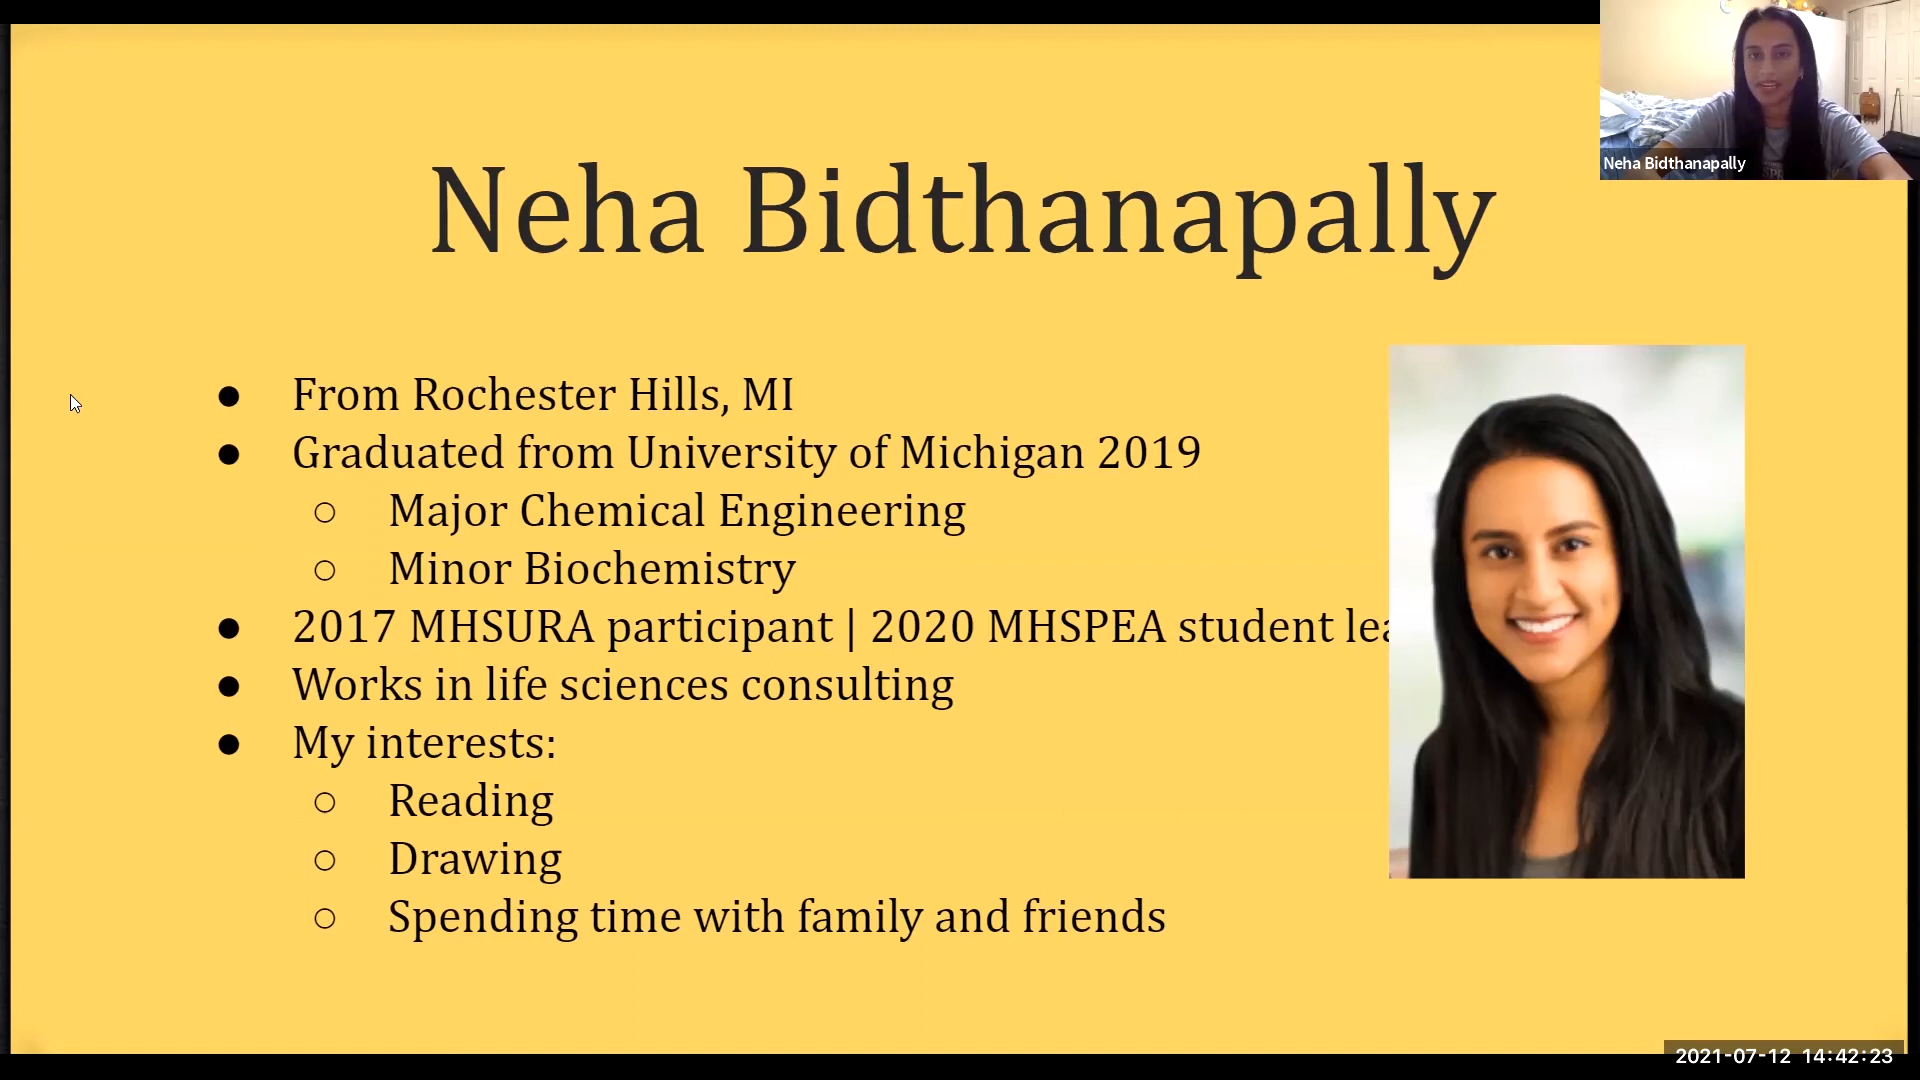 Neha Bidthanapally
Neha Bidthanapally
● From Rochester Hills, MI
● Graduated from University of Michigan 2019
○ Major Chemical Engineering
○ Minor Biochemistry
● 2017 MHSURA participant | 2020 MHSPEA student
● Works in life sciences consulting
● My interests:
○ Reading
○ Drawing
○ Spending time with family and friends
2021-07-12 14:42:23